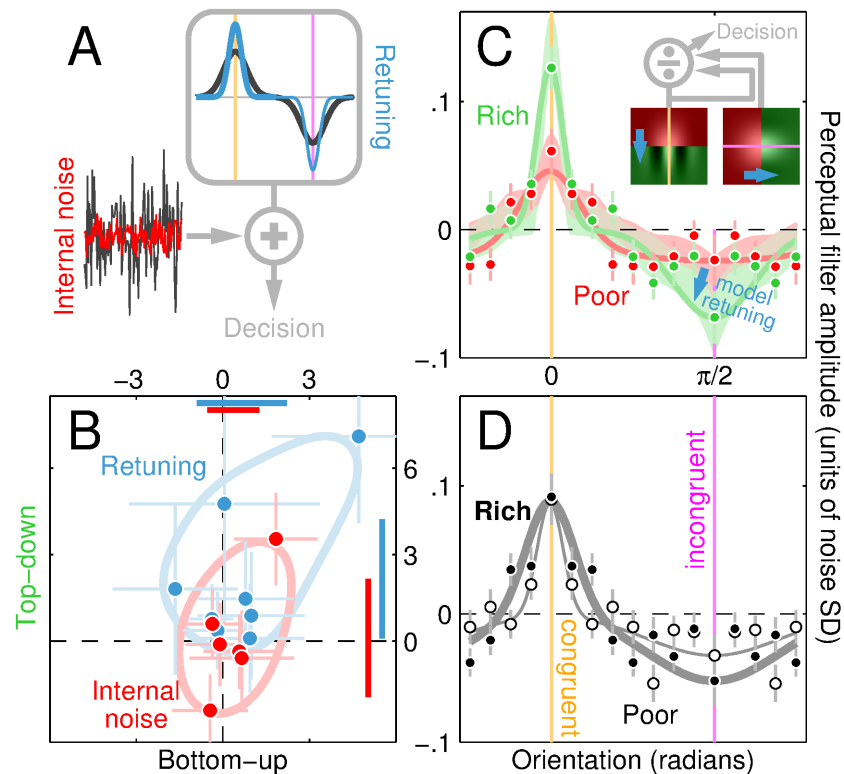 A
Retuning
Internal noise
+
Decision
C
Decision
÷
Rich
Poor
model
retuning
.1
0
-.1
0
π/2
Perceptual filter amplitude (units of noise SD)
-3
0
3
B
Retuning
6
3
0
Top-down
Internal
noise
Bottom-up
D
Rich
Poor
incongruent
congruent
.1
0
-.1
Orientation (radians)